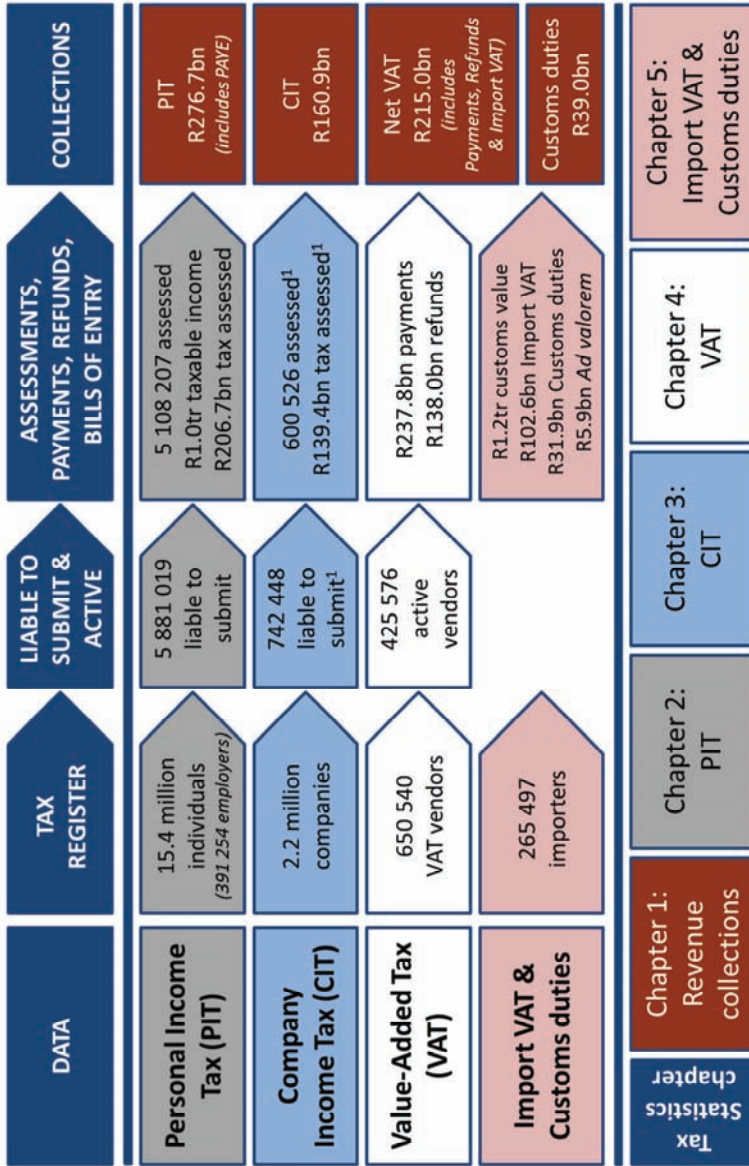 DATA
TAX
REGISTER
LIABLE TO
SUBMIT &
ACTIVE
ASSESSMENTS,
PAYMENTS, REFUNDS,
BILLS OF ENTRY
COLLECTIONS
Personal Income
Tax (PIT)
15.4 million
individuals
(391 254 employers)
5 881 019
liable to
submit
5 108 207 assessed
R1.0tr taxable income
R206.7bn tax assessed
PIT
R276.7bn
(includes PAYE)
Company
Income Tax (CIT)
2.2 million
companies
742 448
liable to
submit¹
600 526 assessed¹
R139.4bn tax assessed¹
CIT
R160.9bn
Value-Added Tax
(VAT)
650 540
VAT vendors
425 576
active
vendors
R237.8bn payments
R138.0bn refunds
Net VAT
R215.0bn
(includes
Payments, Refunds
& Import VAT)
Import VAT &
Customs duties
265 497
importers
R1.2tr customs value
R102.6bn Import VAT
R31.9bn Customs duties
R5.9bn Ad valorem
Customs duties
R39.0bn
Tax
Statistics
chapter
Chapter 1:
Revenue
collections
Chapter 2:
PIT
Chapter 3:
CIT
Chapter 4:
VAT
Chapter 5:
Import VAT &
Customs duties